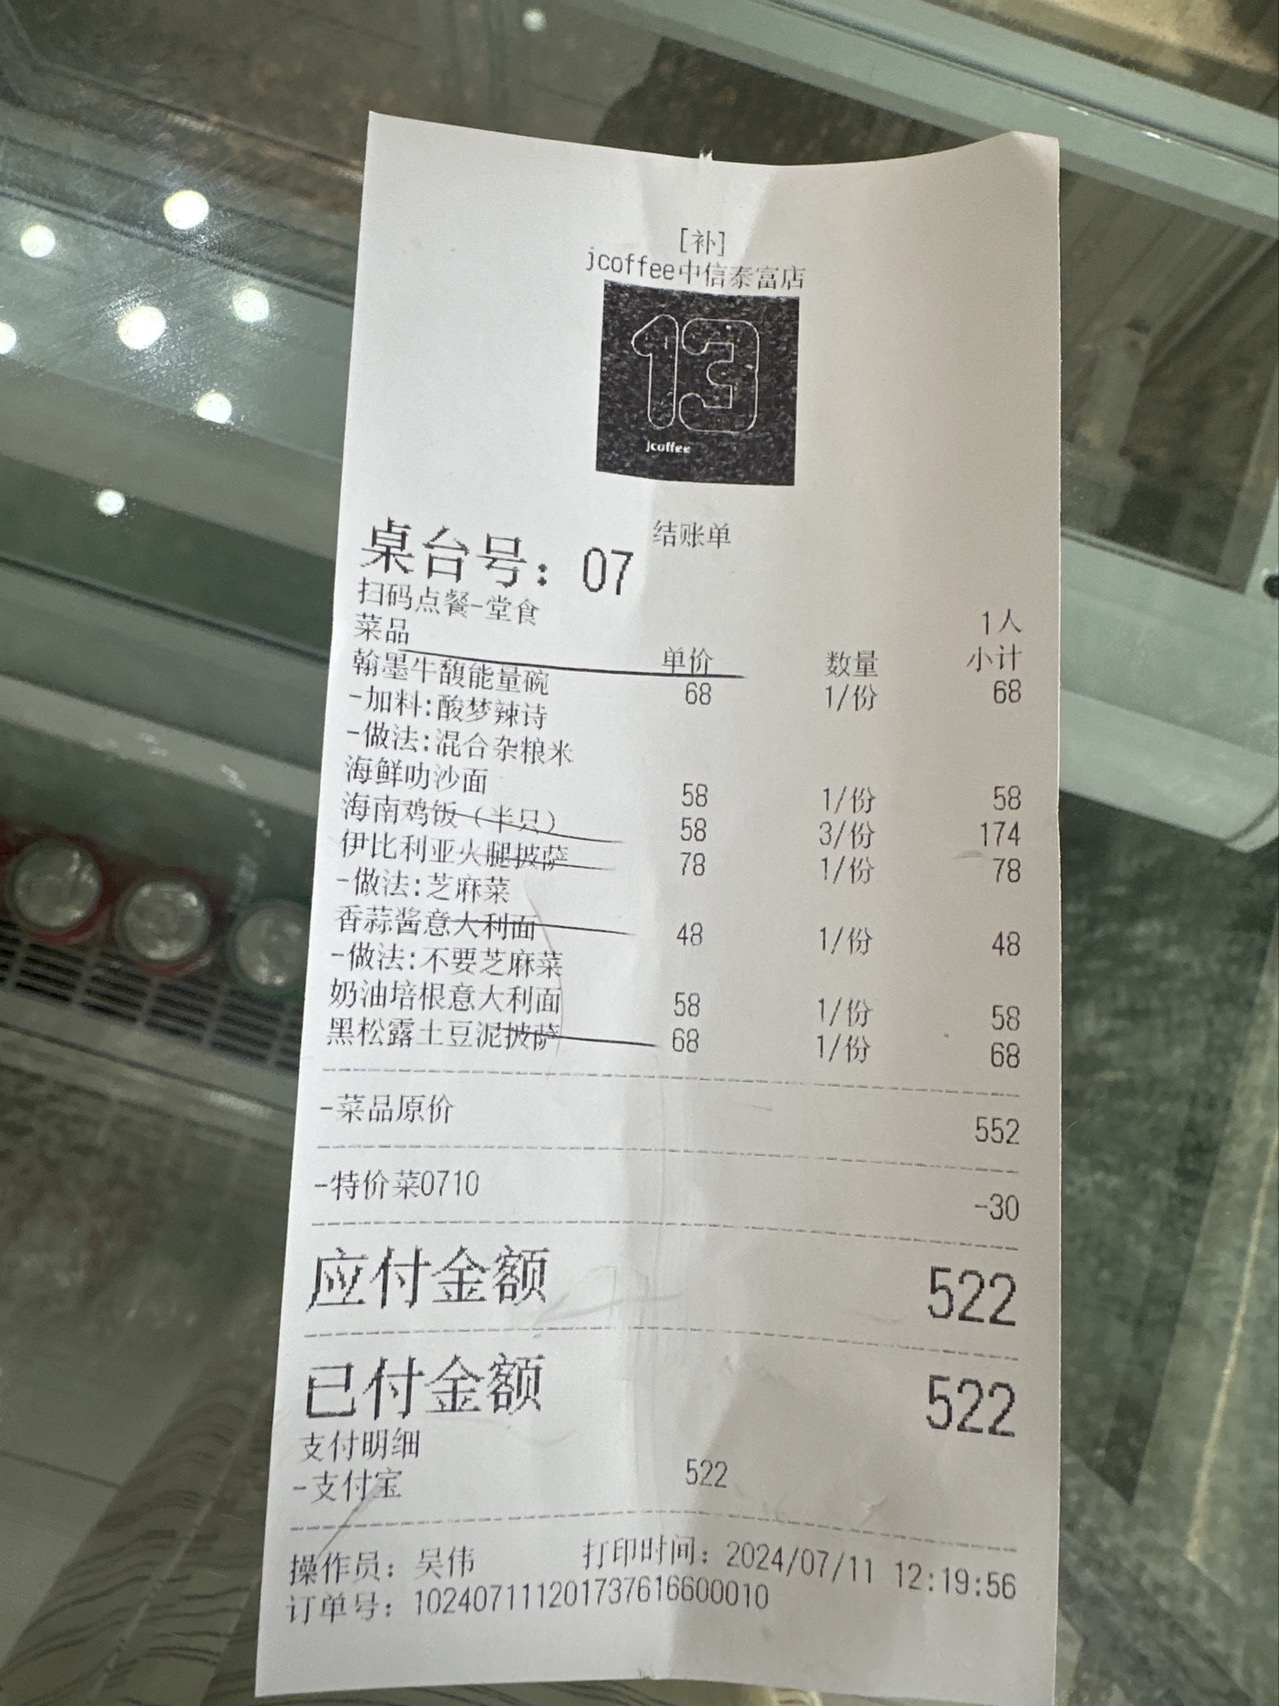 [补]
jcoffee中信泰富店
13
jcoffee
结账单
桌台号: 07
扫码点餐-堂食 1人
菜品 单价 数量 小计
翰墨牛馥能量碗 68 1/份 68
-加料:酸梦辣诗
-做法:混合杂粮米
海鲜叻沙面 58 1/份 58
海南鸡饭（半只） 58 3/份 174
伊比利亚火腿披萨 78 1/份 78
-做法:芝麻菜
香蒜酱意大利面 48 1/份 48
-做法:不要芝麻菜
奶油培根意大利面 58 1/份 58
黑松露土豆泥披萨 68 1/份 68
-菜品原价 552
-特价菜0710 -30
应付金额 522
已付金额 522
支付明细
-支付宝 522
操作员: 吴伟 打印时间: 2024/07/11 12:19:56
订单号: 102407111201737616600010